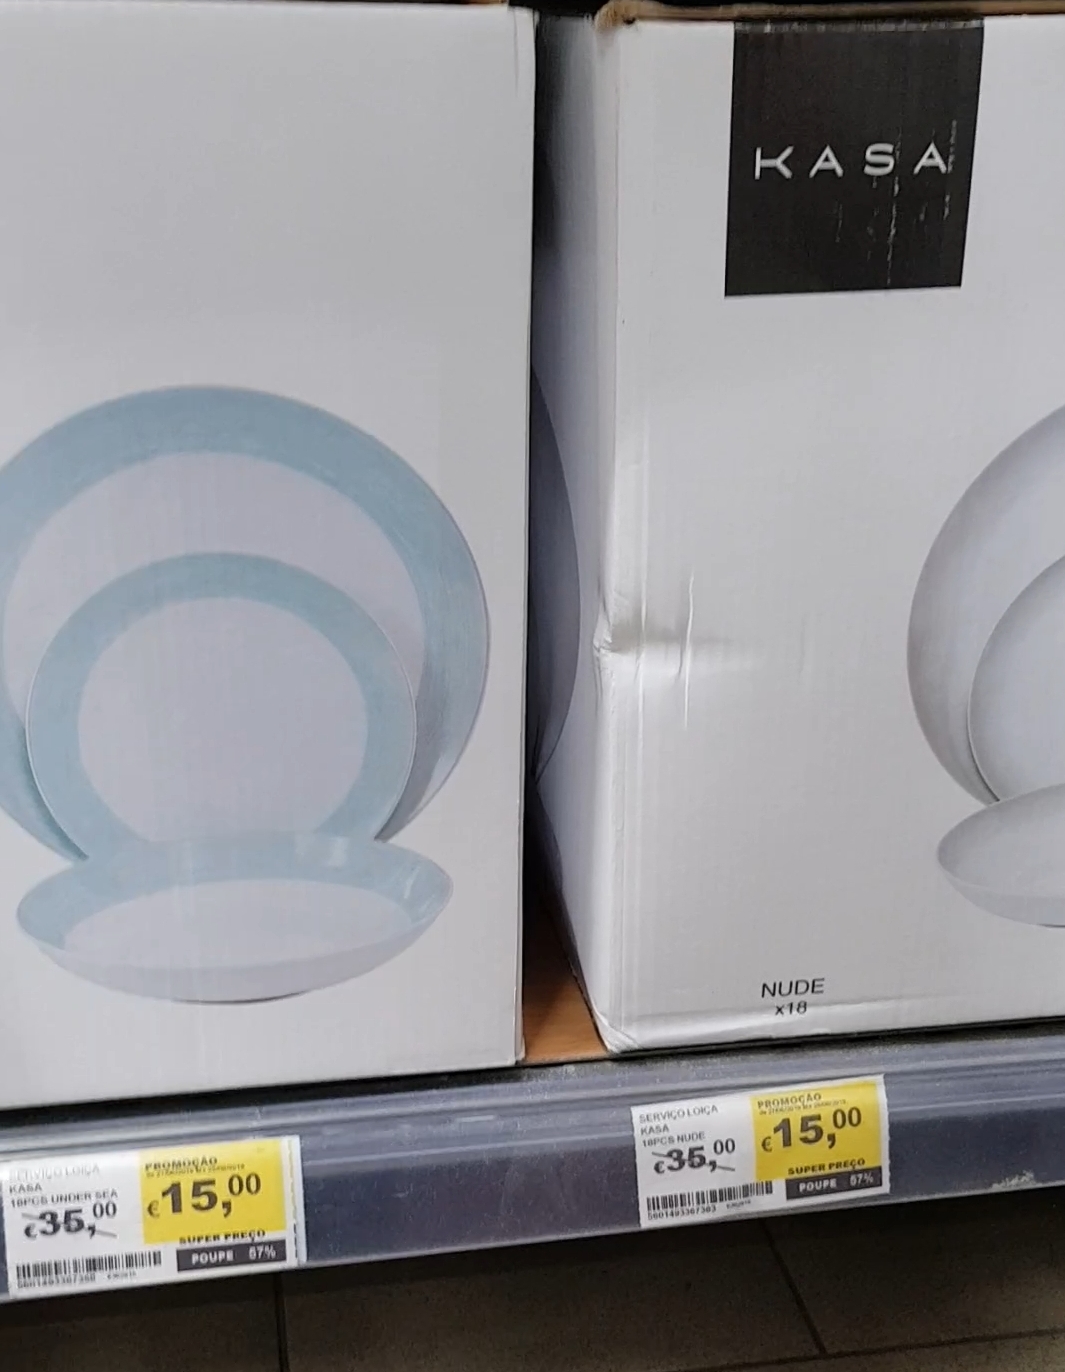 KASA
NUDE
x18
SERVIÇO LOIÇA
KASA
18PCS UNDER SEA
€35,00
PROMOÇÃO
€15,00
SUPER PREÇO
POUPE 57%
SERVIÇO LOIÇA
KASA
18PCS NUDE
€35,00
PROMOÇÃO
€15,00
SUPER PREÇO
POUPE 57%